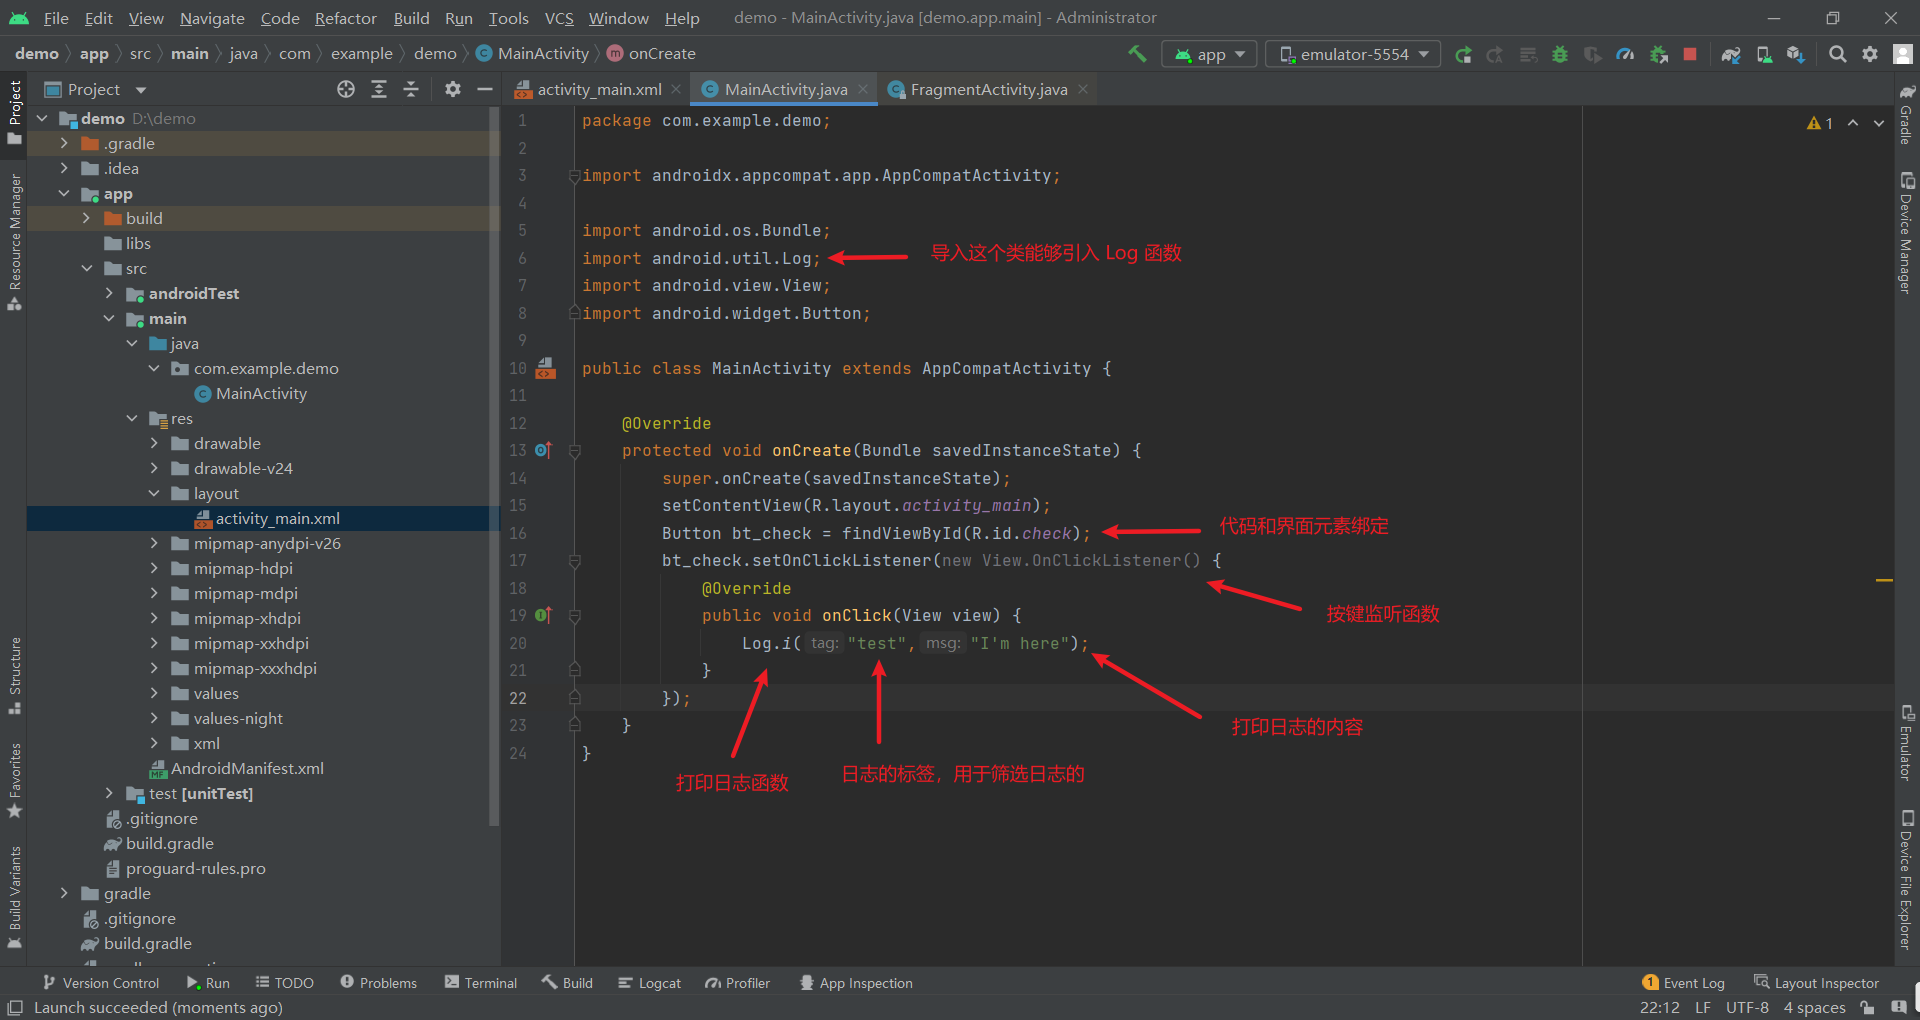 File Edit View Navigate Code Refactor Build Run Tools VCS Window Help demo - MainActivity.java [demo.app.main] - Administrator
demo app src main java com example demo MainActivity onCreate app emulator-5554
Project
activity_main.xml MainActivity.java FragmentActivity.java
demo D:\demo
.gradle
.idea
app
build
libs
src
androidTest
main
java
com.example.demo
MainActivity
res
drawable
drawable-v24
layout
activity_main.xml
mipmap-anydpi-v26
mipmap-hdpi
mipmap-mdpi
mipmap-xhdpi
mipmap-xxhdpi
mipmap-xxxhdpi
values
values-night
xml
AndroidManifest.xml
test [unitTest]
.gitignore
build.gradle
proguard-rules.pro
gradle
.gitignore
build.gradle
Project
Resource Manager
Structure
Favorites
Build Variants
1 package com.example.demo;
2
3 import androidx.appcompat.app.AppCompatActivity;
4
5 import android.os.Bundle;
6 import android.util.Log; 导入这个类能够引入 Log 函数
7 import android.view.View;
8 import android.widget.Button;
9
10 public class MainActivity extends AppCompatActivity {
11
12 @Override
13 protected void onCreate(Bundle savedInstanceState) {
14 super.onCreate(savedInstanceState);
15 setContentView(R.layout.activity_main);
16 Button bt_check = findViewById(R.id.check); 代码和界面元素绑定
17 bt_check.setOnClickListener(new View.OnClickListener() {
18 @Override
19 public void onClick(View view) { 按键监听函数
20 Log.i( tag: "test", msg: "I'm here");
21 }
22 });
23 } 打印日志的内容
24 }
打印日志函数 日志的标签，用于筛选日志的
1
Gradle
Device Manager
Emulator
Device File Explorer
Version Control Run TODO Problems Terminal Build Logcat Profiler App Inspection 1 Event Log Layout Inspector
Launch succeeded (moments ago) 22:12 LF UTF-8 4 spaces